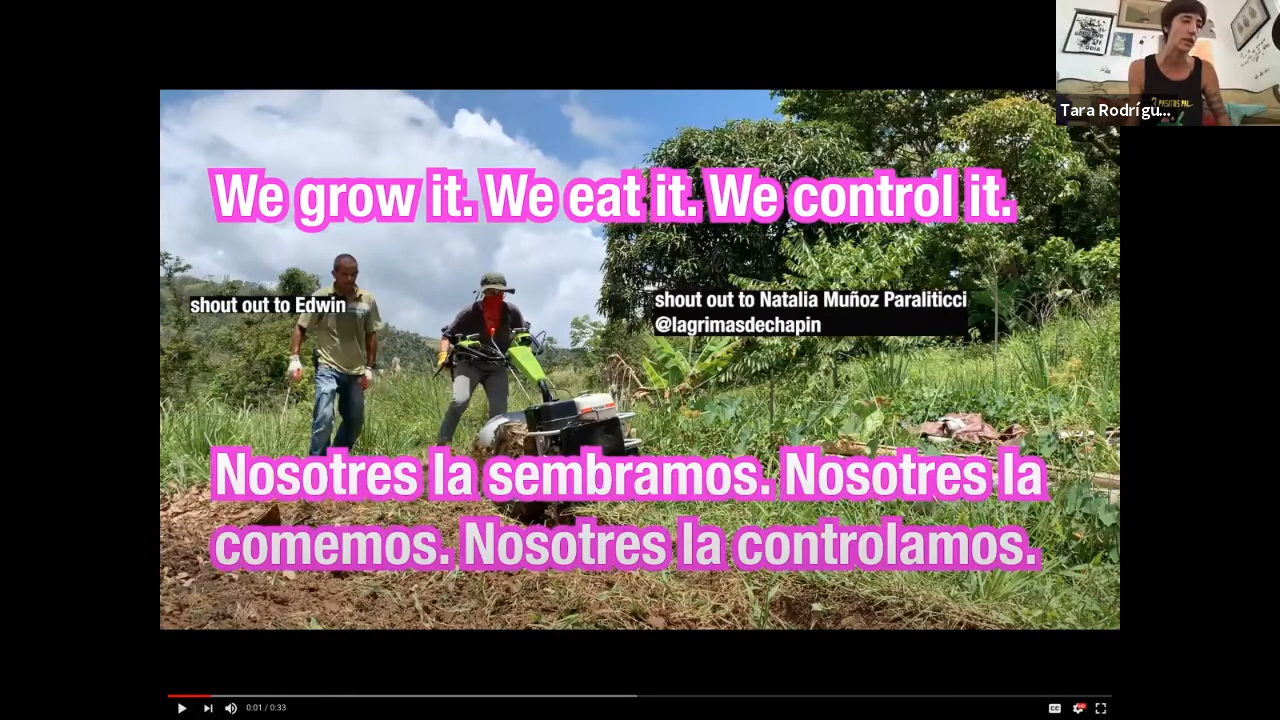 Tara Rodrígu...
We grow it. We eat it. We control it.
shout out to Edwin
shout out to Natalia Muñoz Paraliticci
@lagrimasdechapin
Nosotres la sembramos. Nosotres la
comemos. Nosotres la controlamos.
0:01 / 0:33